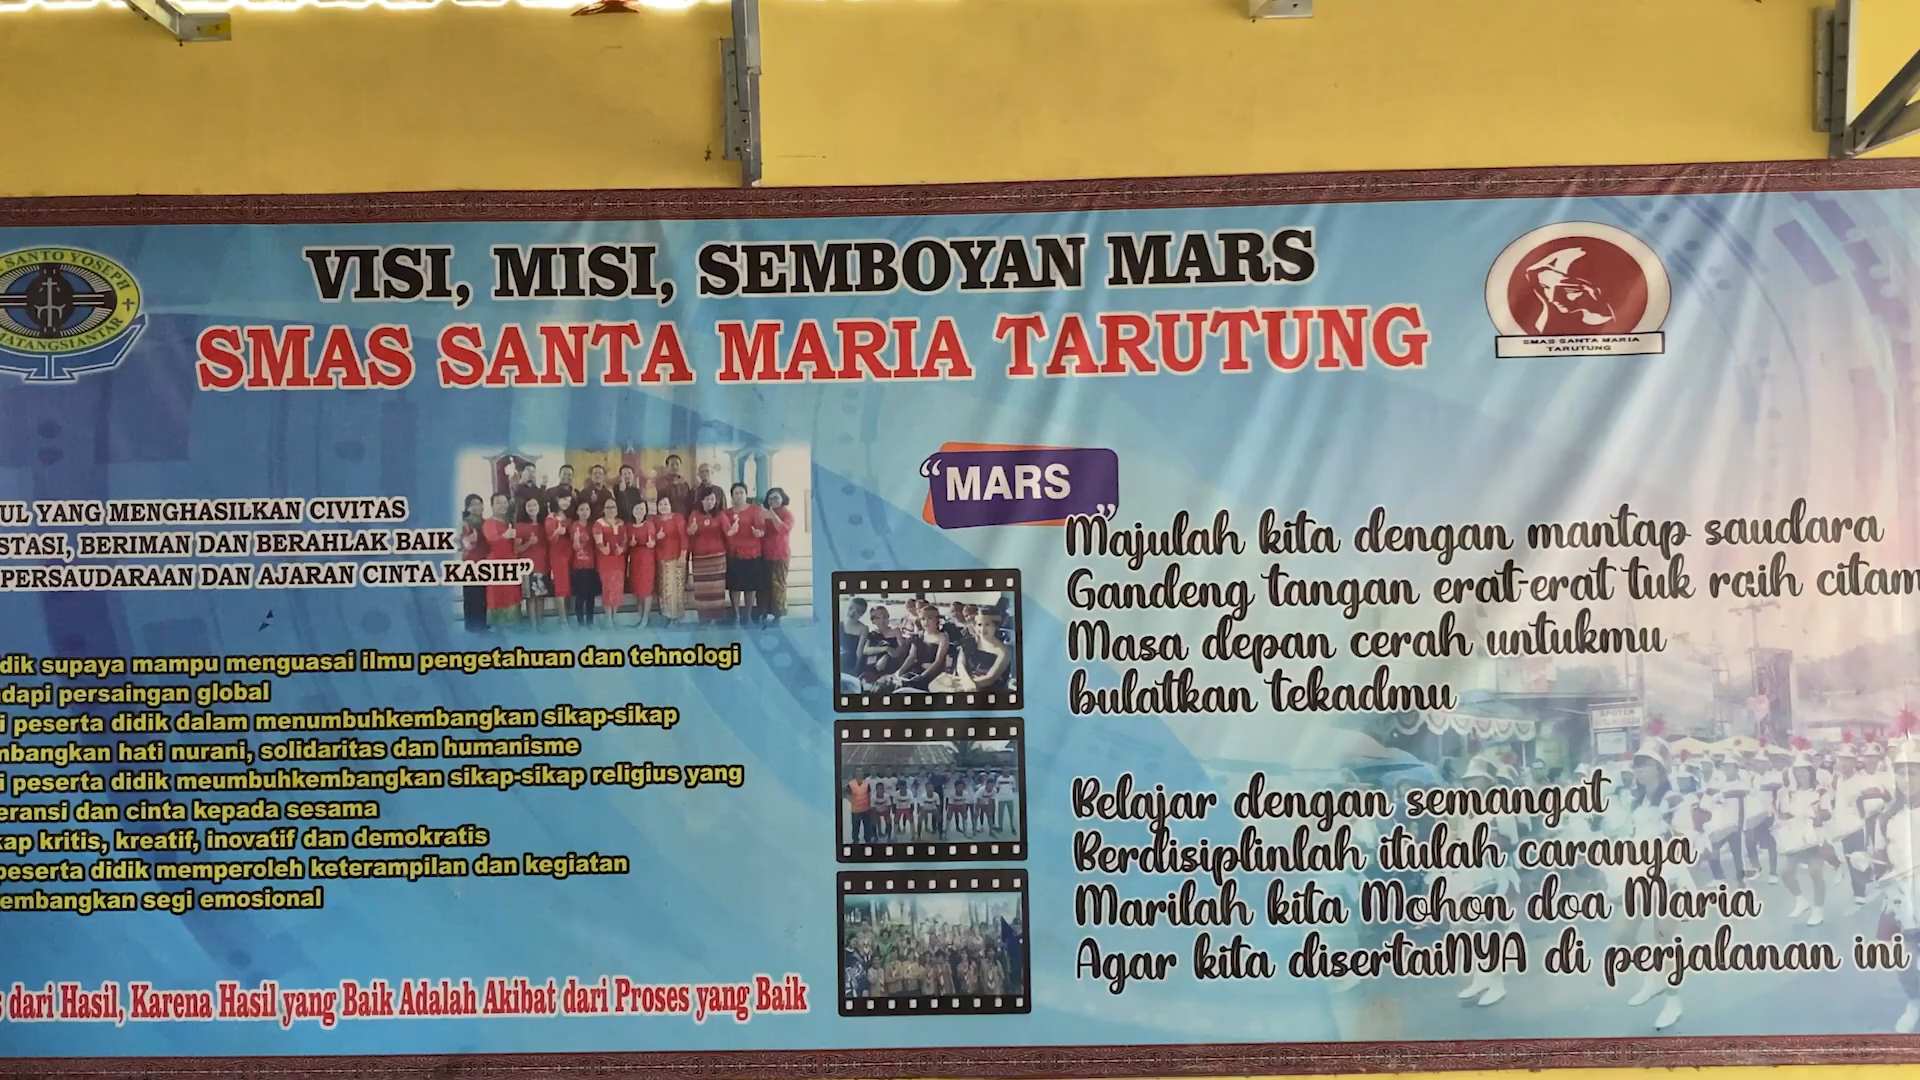 SANTO YOSEPH
MATANGSIANTAR
VISI, MISI, SEMBOYAN MARS
SMAS SANTA MARIA TARUTUNG
SMAS SANTA MARIA
TARUTUNG
UL YANG MENGHASILKAN CIVITAS
STASI, BERIMAN DAN BERAHLAK BAIK
PERSAUDARAAN DAN AJARAN CINTA KASIH”
dik supaya mampu menguasai ilmu pengetahuan dan tehnologi
dapi persaingan global
i peserta didik dalam menumbuhkembangkan sikap-sikap
mbangkan hati nurani, solidaritas dan humanisme
i peserta didik meumbuhkembangkan sikap-sikap religius yang
eransi dan cinta kepada sesama
kap kritis, kreatif, inovatif dan demokratis
peserta didik memperoleh keterampilan dan kegiatan
embangkan segi emosional
s dari Hasil, Karena Hasil yang Baik Adalah Akibat dari Proses yang Baik
“MARS”
Majulah kita dengan mantap saudara
Gandeng tangan erat-erat tuk raih citam
Masa depan cerah untukmu
bulatkan tekadmu
Belajar dengan semangat
Berdisiplinlah itulah caranya
Marilah kita Mohon doa Maria
Agar kita disertaiNYA di perjalanan ini
APOTEK